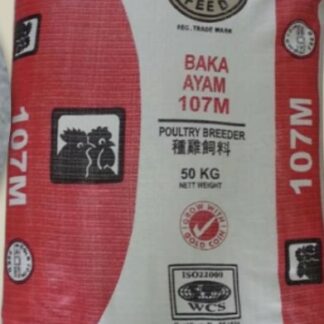 FEED
REG. TRADE MARK
BAKA
AYAM
107M
POULTRY BREEDER
種雞飼料
50 KG
NETT WEIGHT
GROW WITH
GOLD COIN
ISO22000
WCS
107M
107M